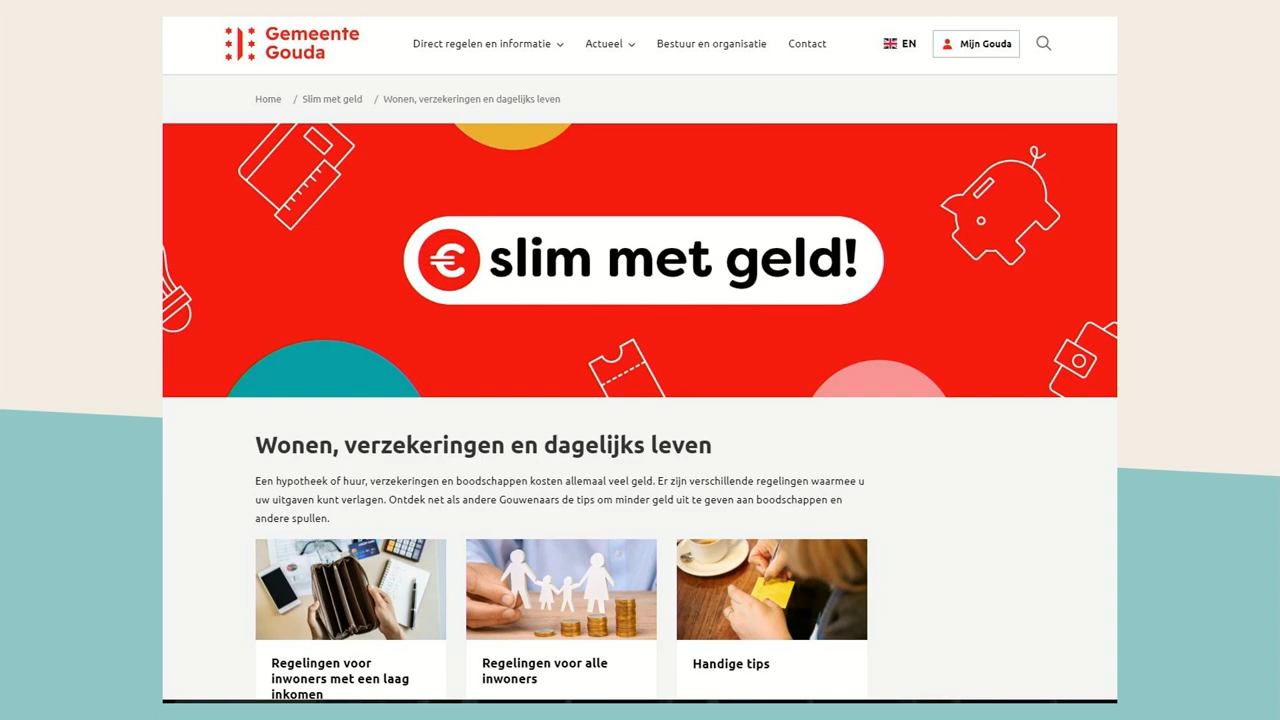 Gemeente
Gouda
Direct regelen en informatie
Actueel
Bestuur en organisatie
Contact
EN
Mijn Gouda
Home / Slim met geld / Wonen, verzekeringen en dagelijks leven
€ slim met geld!
Wonen, verzekeringen en dagelijks leven
Een hypotheek of huur, verzekeringen en boodschappen kosten allemaal veel geld. Er zijn verschillende regelingen waarmee u
uw uitgaven kunt verlagen. Ontdek net als andere Gouwenaars de tips om minder geld uit te geven aan boodschappen en
andere spullen.
Regelingen voor
inwoners met een laag
inkomen
Regelingen voor alle
inwoners
Handige tips